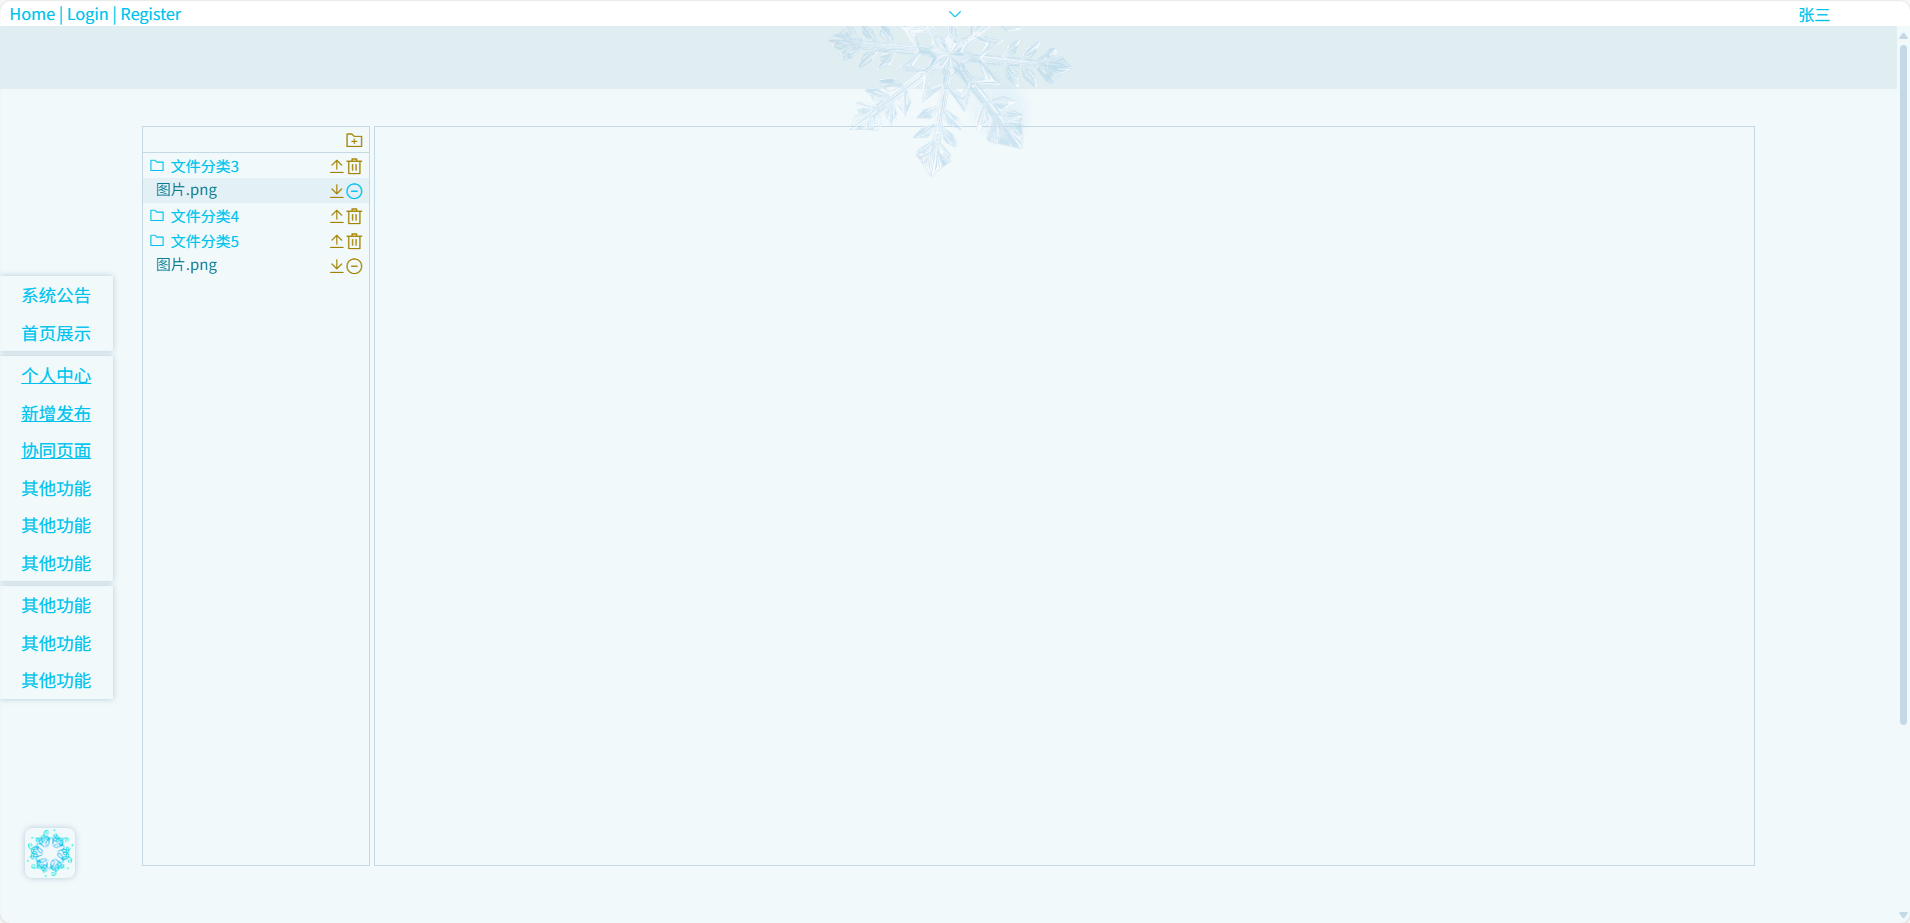 Home | Login | Register
张三
文件分类3
图片.png
文件分类4
文件分类5
图片.png
系统公告
首页展示
个人中心
新增发布
协同页面
其他功能
其他功能
其他功能
其他功能
其他功能
其他功能